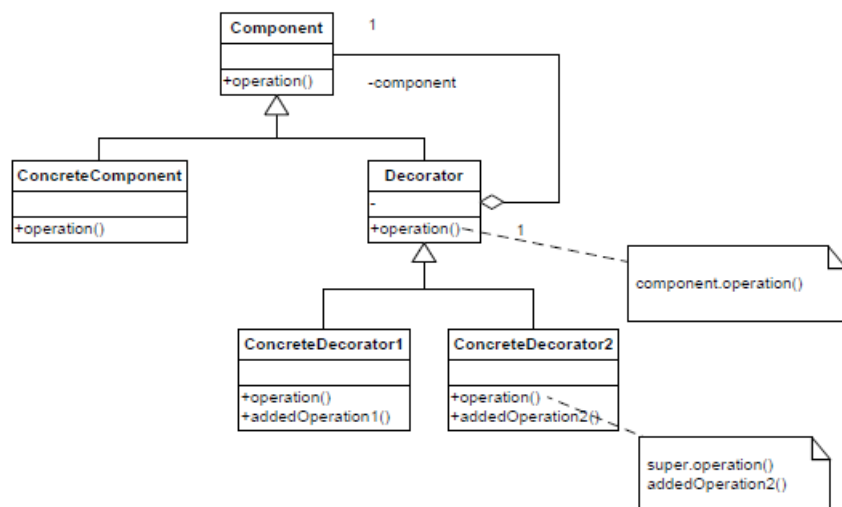 Component
1
+operation()
-component
ConcreteComponent
+operation()
Decorator
-
+operation()
1
component.operation()
ConcreteDecorator1
+operation()
+addedOperation1()
ConcreteDecorator2
+operation()
+addedOperation2()
super.operation()
addedOperation2()